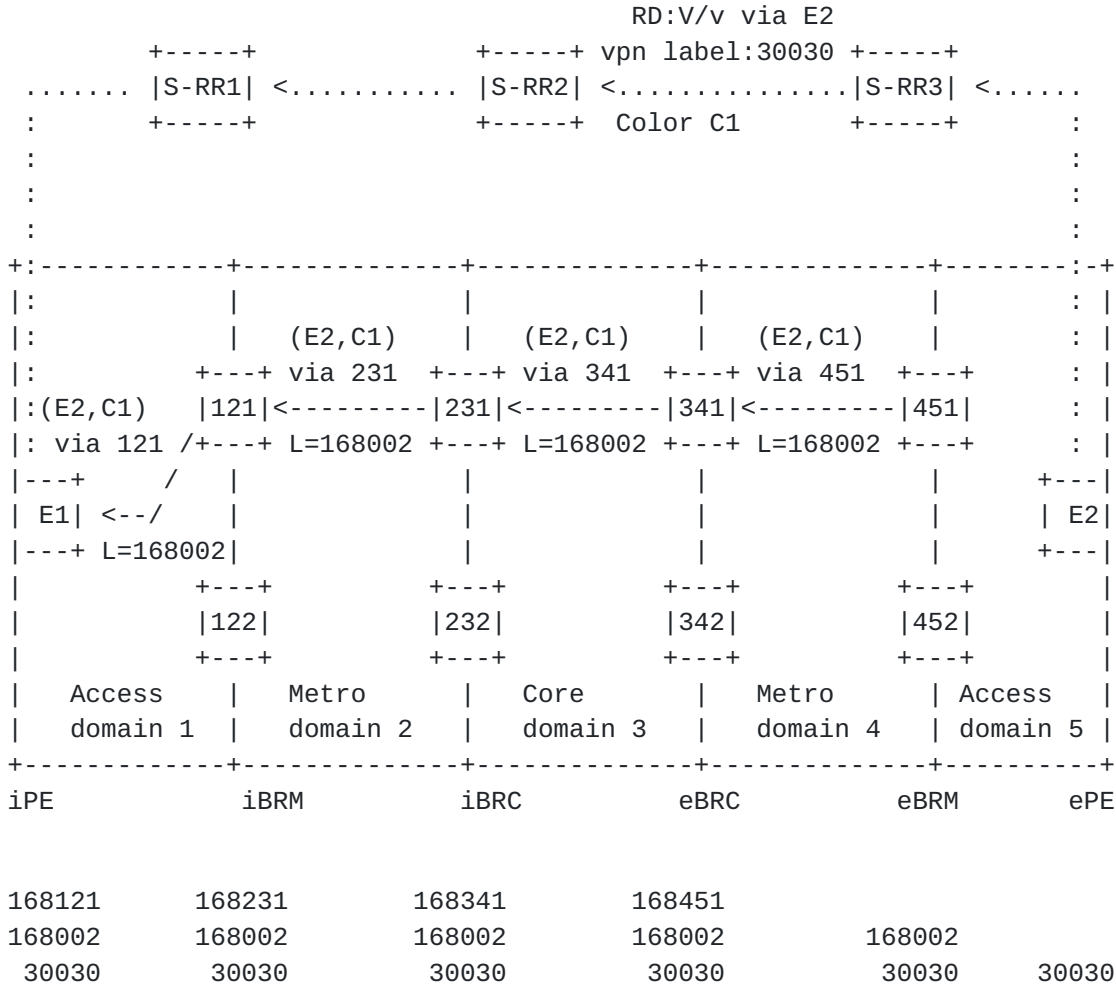 RD:V/v via E2
+-----+ +-----+ vpn label:30030 +-----+
....... |S-RR1| <........... |S-RR2| <...............|S-RR3| <......
: +-----+ +-----+ Color C1 +-----+ :
: :
: :
: :
+:------------+--------------+--------------+--------------+--------:-+
|: | | | | : |
|: | (E2,C1) | (E2,C1) | (E2,C1) | : |
|: +---+ via 231 +---+ via 341 +---+ via 451 +---+ : |
|:(E2,C1) |121|<---------|231|<---------|341|<---------|451| : |
|: via 121 /+---+ L=168002 +---+ L=168002 +---+ L=168002 +---+ : |
|---+ / | | | | +---|
| E1| <--/ | | | | | E2|
|---+ L=168002| | | | +---|
| +---+ +---+ +---+ +---+ |
| |122| |232| |342| |452| |
| +---+ +---+ +---+ +---+ |
| Access | Metro | Core | Metro | Access |
| domain 1 | domain 2 | domain 3 | domain 4 | domain 5 |
+-------------+--------------+--------------+--------------+----------+
iPE iBRM iBRC eBRC eBRM ePE
168121 168231 168341 168451
168002 168002 168002 168002 168002
30030 30030 30030 30030 30030 30030